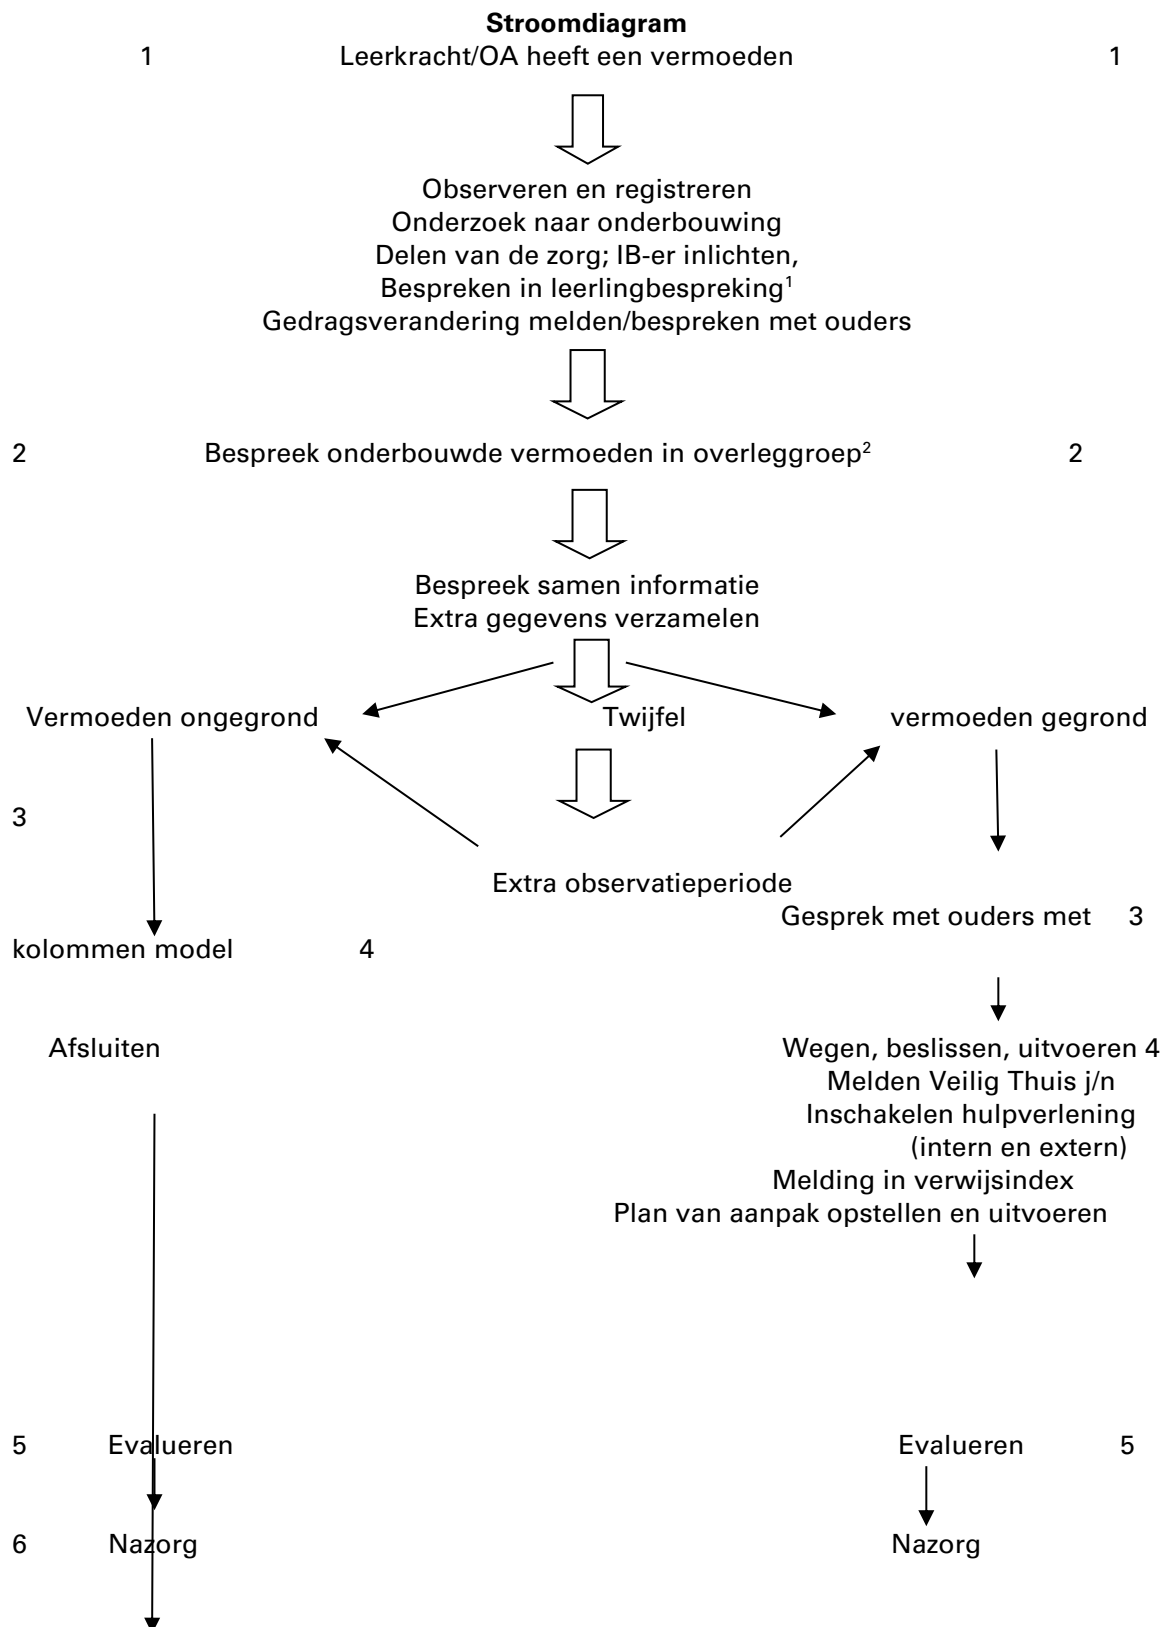 Stroomdiagram
1 Leerkracht/OA heeft een vermoeden 1
Observeren en registreren
Onderzoek naar onderbouwing
Delen van de zorg; IB-er inlichten,
Bespreken in leerlingbespreking¹
Gedragsverandering melden/bespreken met ouders
2 Bespreek onderbouwde vermoeden in overleggroep² 2
Bespreek samen informatie
Extra gegevens verzamelen
Vermoeden ongegrond Twijfel vermoeden gegrond
3
Extra observatieperiode
Gesprek met ouders met 3
kolommen model 4
Afsluiten Wegen, beslissen, uitvoeren 4
Melden Veilig Thuis j/n
Inschakelen hulpverlening
(intern en extern)
Melding in verwijsindex
Plan van aanpak opstellen en uitvoeren
5 Evalueren Evalueren 5
6 Nazorg Nazorg